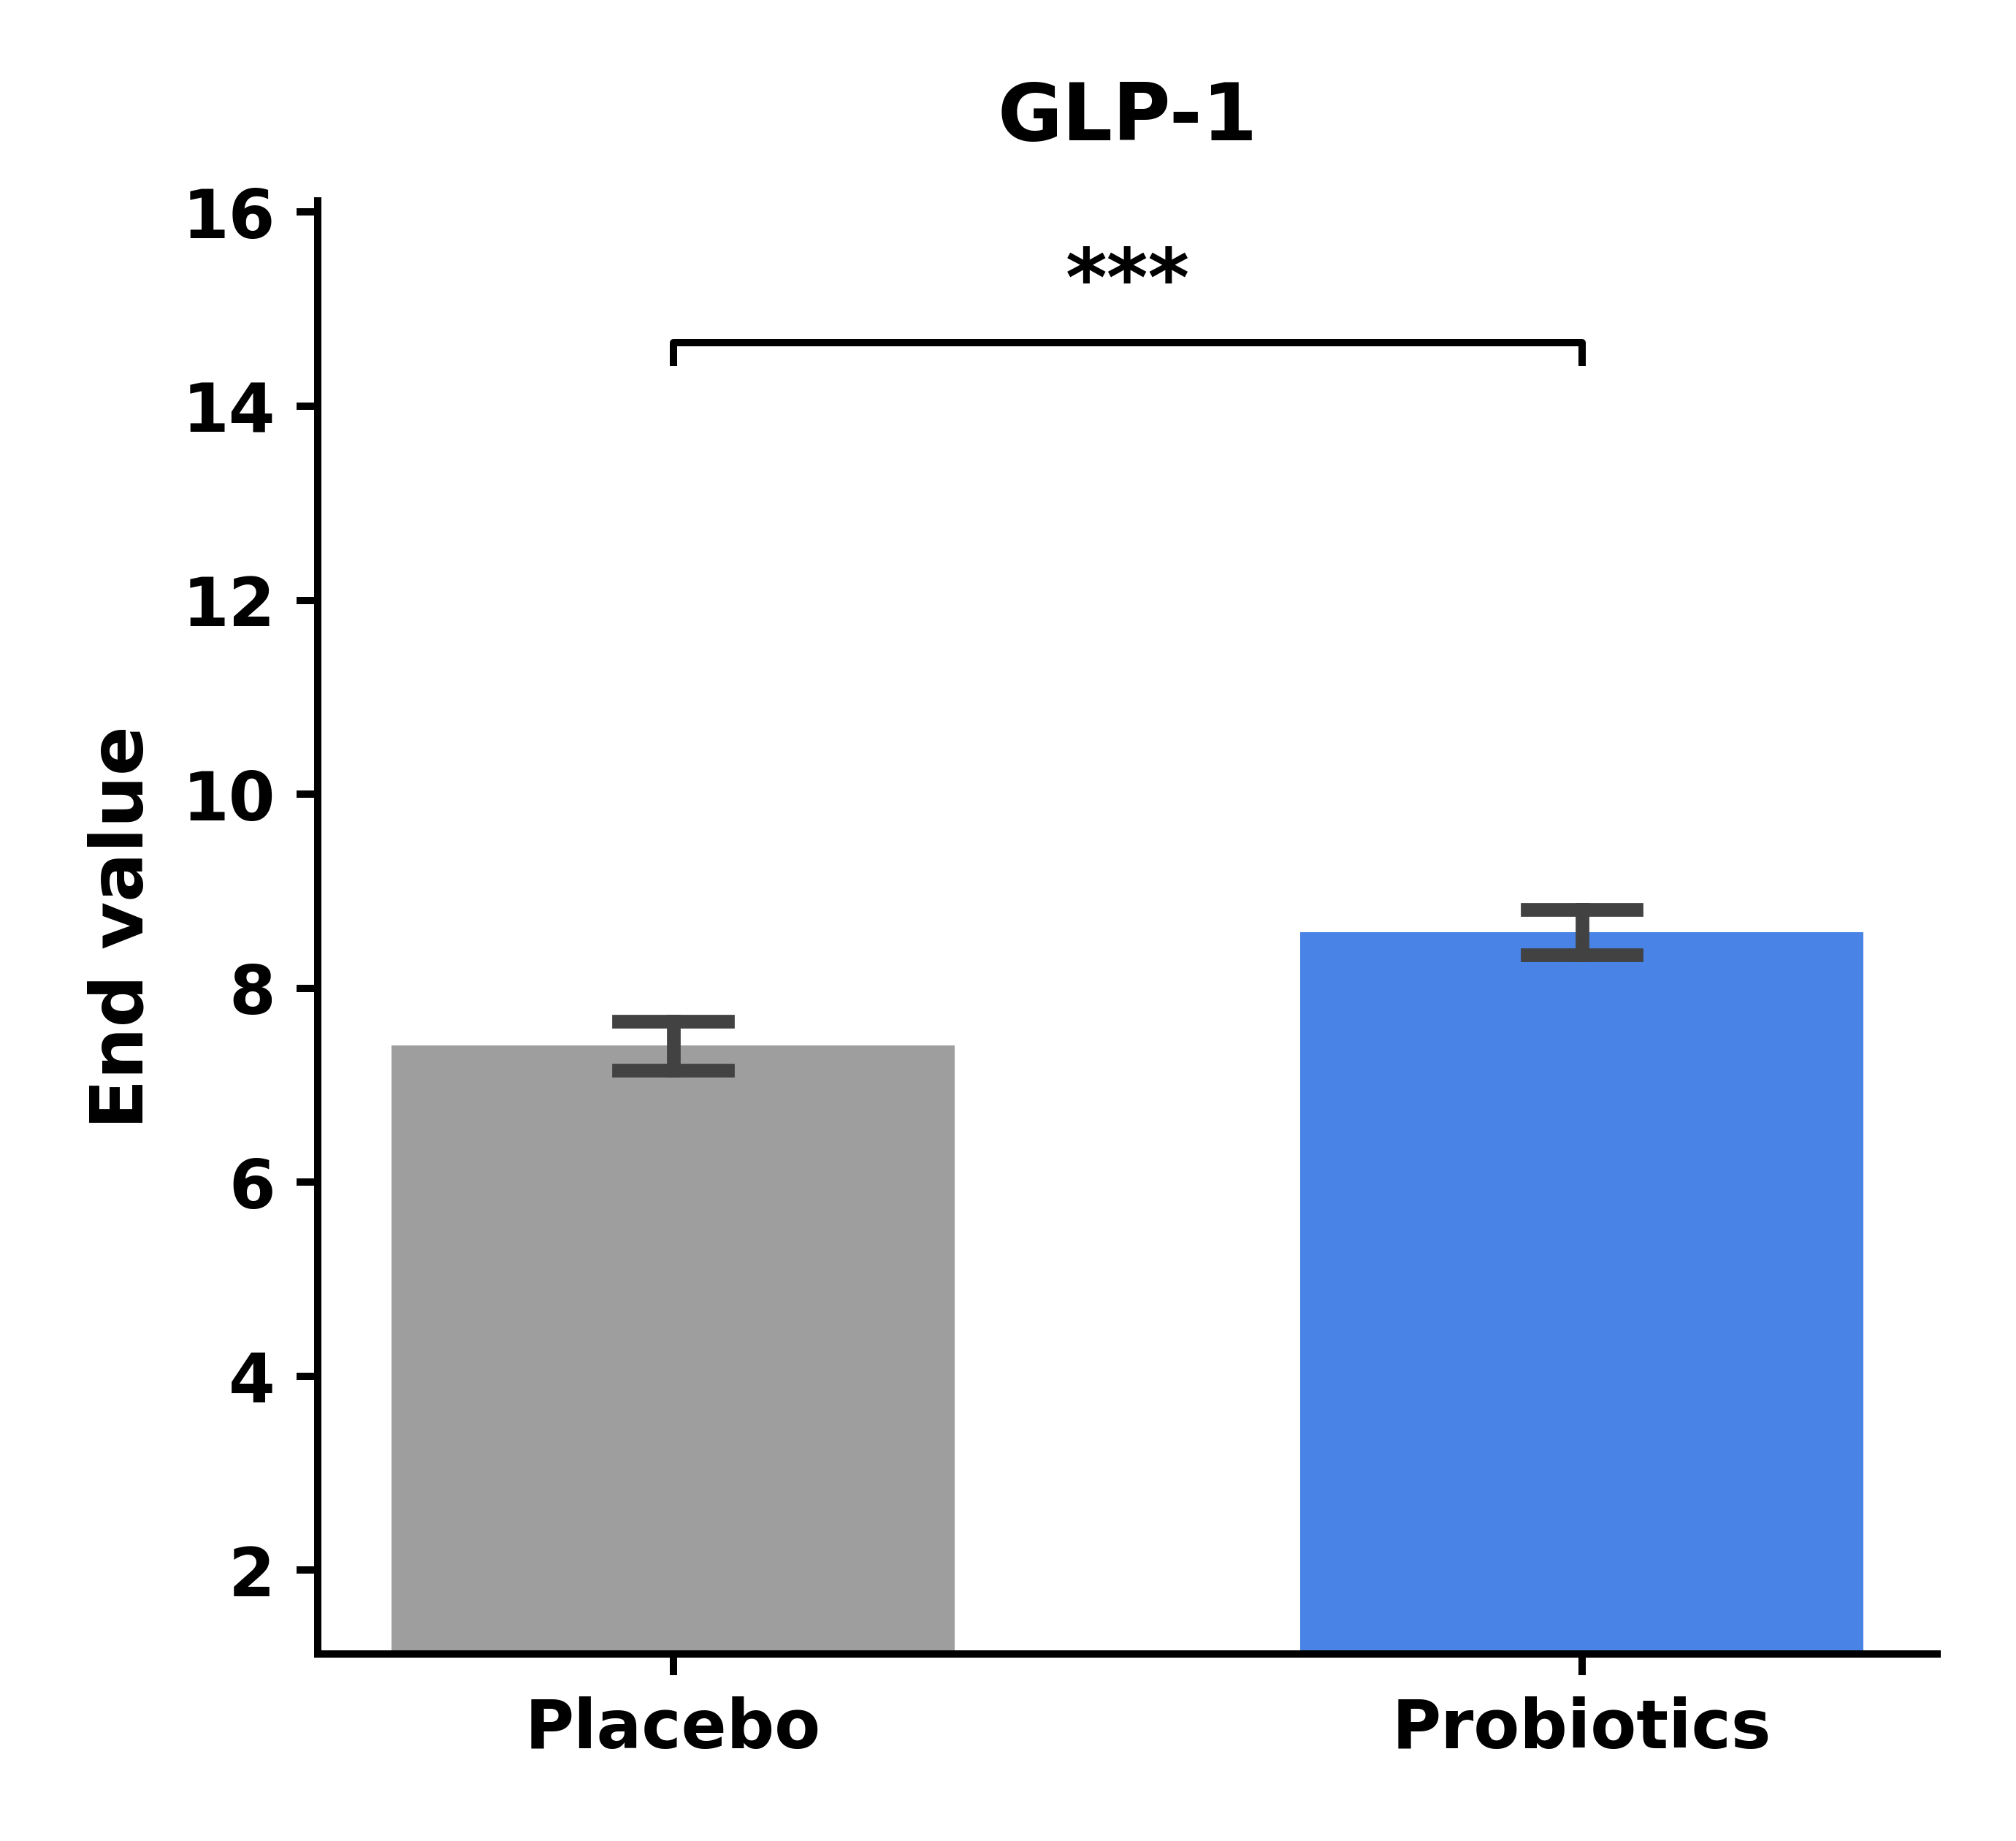 GLP-1
***
16
14
12
10
8
6
4
2
End value
Placebo
Probiotics